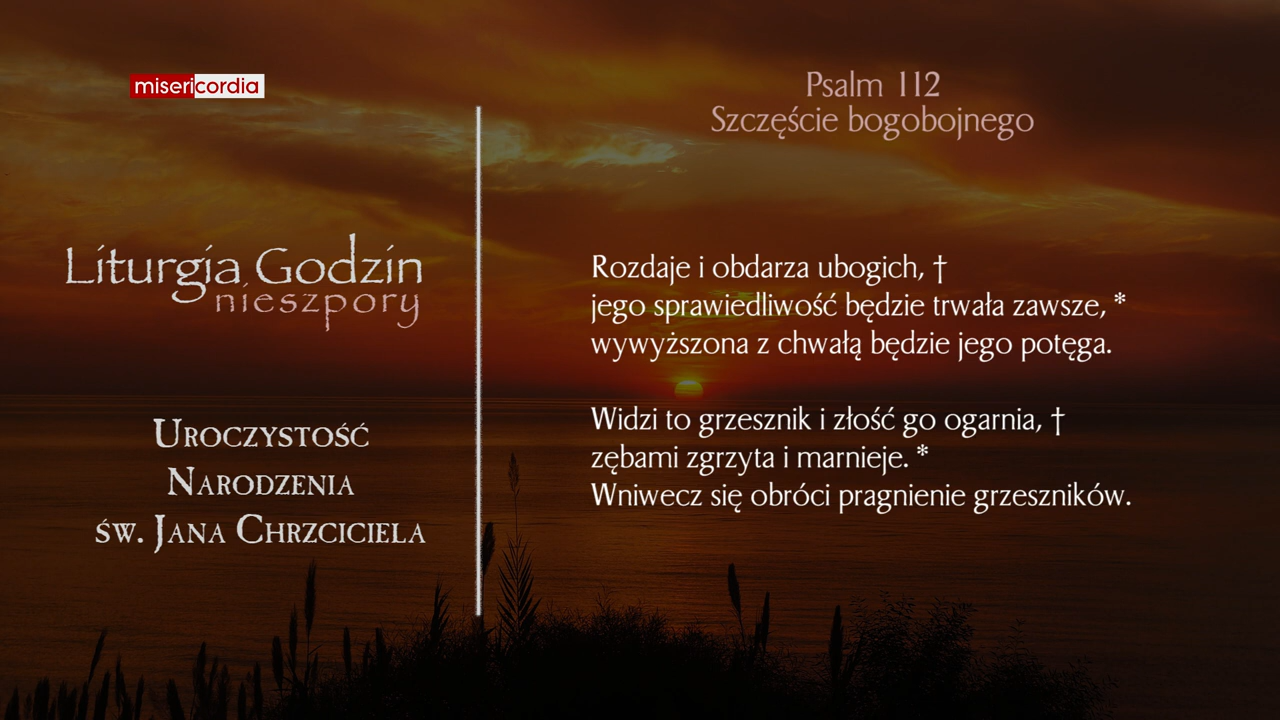 misericordia
Liturgia Godzin
nieszpory
Uroczystość
Narodzenia
św. Jana Chrzciciela
Psalm 112
Szczęście bogobojnego
Rozdaje i obdarza ubogich, †
jego sprawiedliwość będzie trwała zawsze, *
wywyższona z chwałą będzie jego potęga.
Widzi to grzesznik i złość go ogarnia, †
zębami zgrzyta i marnieje. *
Wniwecz się obróci pragnienie grzeszników.